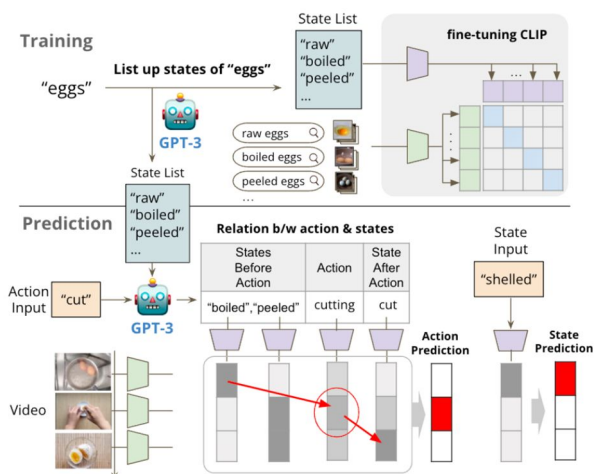 Training
State List
"eggs"
List up states of "eggs"
"raw"
"boiled"
"peeled"
...
fine-tuning CLIP
...
GPT-3
raw eggs
boiled eggs
peeled eggs
...
State List
"raw"
"boiled"
"peeled"
...
Prediction
Relation b/w action & states
States
Before
Action
Action
State
After
Action
"boiled","peeled"
cutting
cut
Action
Input
"cut"
GPT-3
State
Input
"shelled"
Action
Prediction
State
Prediction
Video